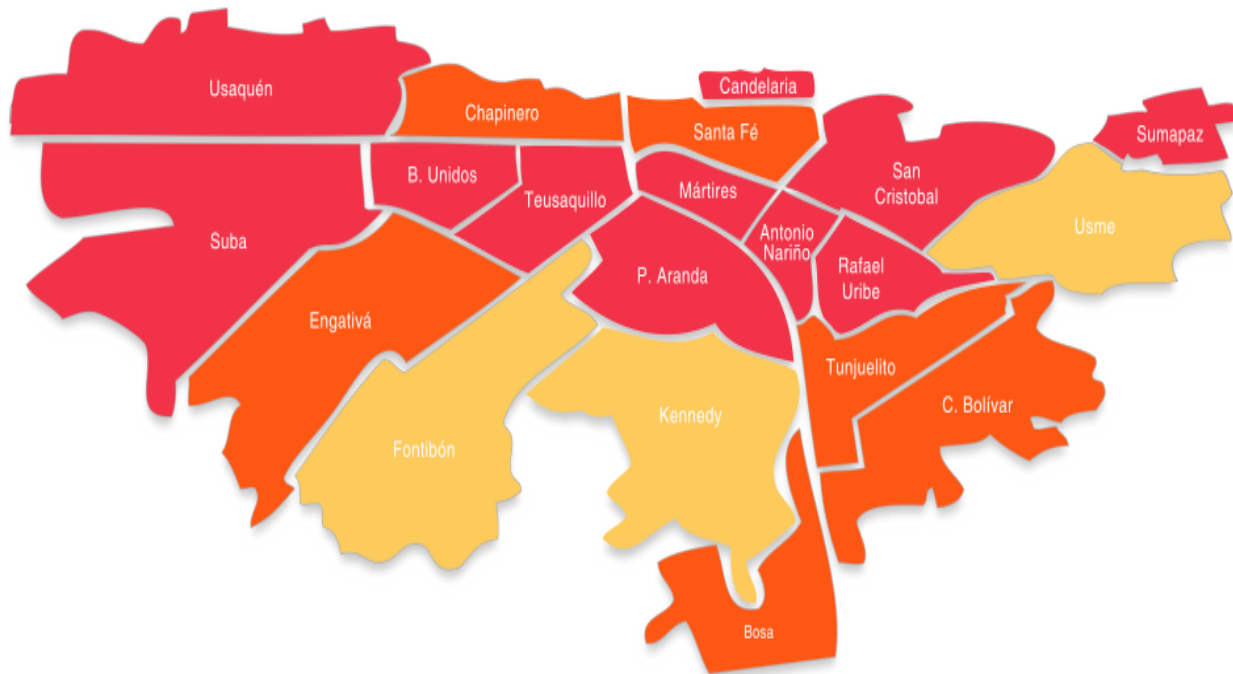 Usaquén
Chapinero
Candelaria
Santa Fé
Sumapaz
San
Cristobal
B. Unidos
Teusaquillo
Mártires
Antonio
Nariño
Usme
Suba
P. Aranda
Rafael
Uribe
Engativá
Tunjuelito
C. Bolívar
Kennedy
Fontibón
Bosa